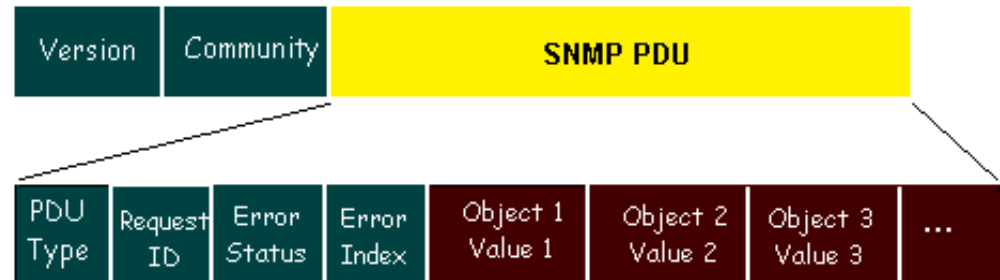 Version
Community
SNMP PDU
PDU
Type
Request
ID
Error
Status
Error
Index
Object 1
Value 1
Object 2
Value 2
Object 3
Value 3
...